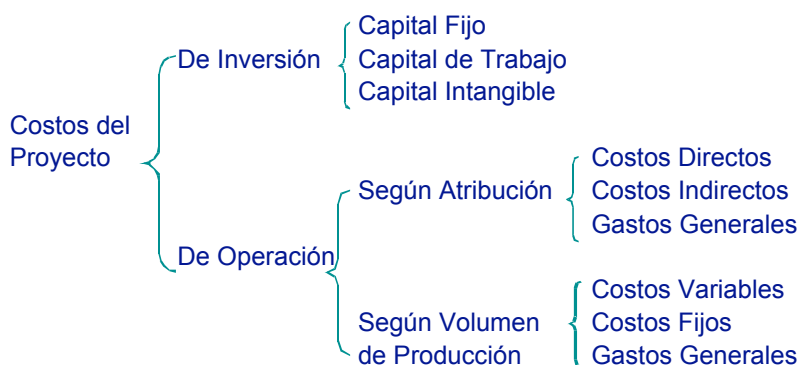 Costos del
Proyecto
De Inversión
Capital Fijo
Capital de Trabajo
Capital Intangible
De Operación
Según Atribución
Costos Directos
Costos Indirectos
Gastos Generales
Según Volumen
de Producción
Costos Variables
Costos Fijos
Gastos Generales